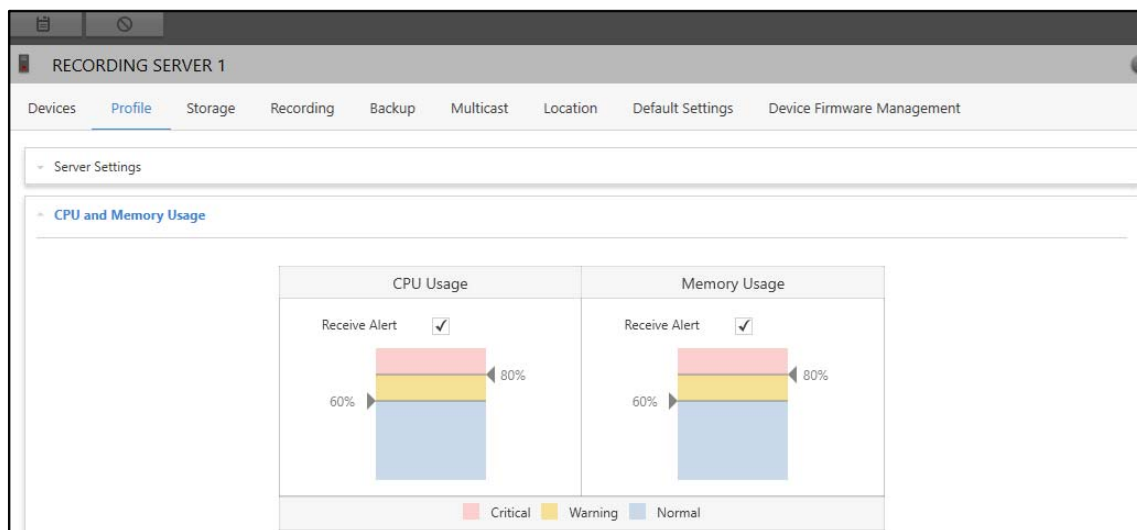 RECORDING SERVER 1
Devices Profile Storage Recording Backup Multicast Location Default Settings Device Firmware Management
Server Settings
CPU and Memory Usage
CPU Usage Memory Usage
Receive Alert Receive Alert
80% 80%
60% 60%
Critical Warning Normal